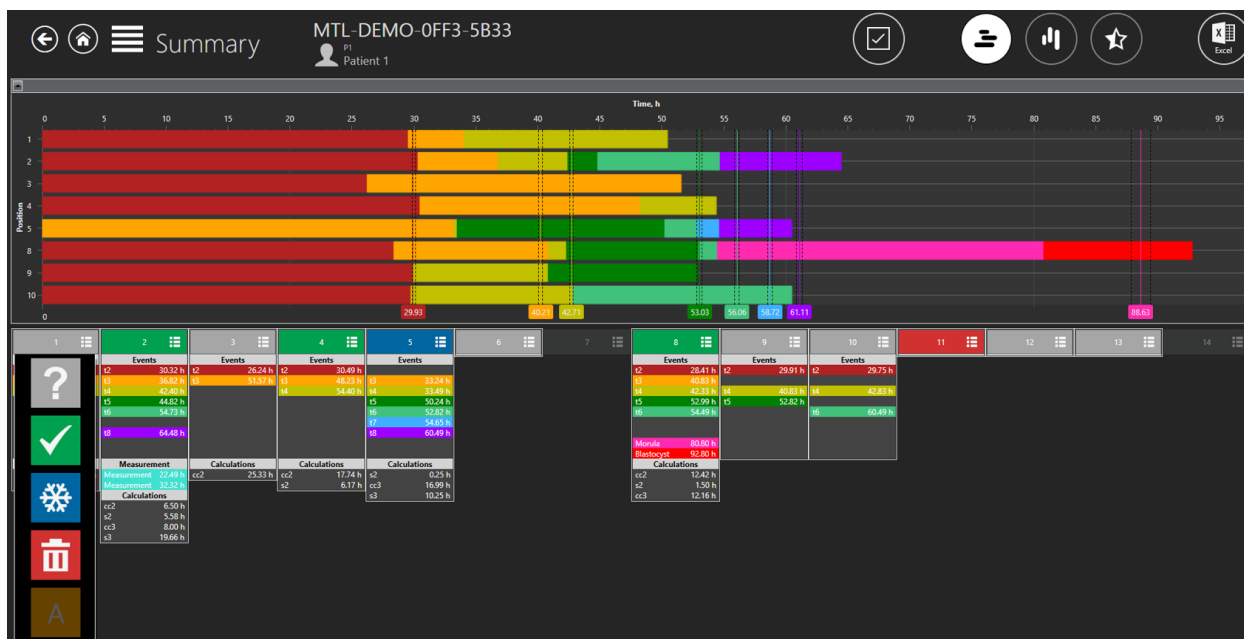 Summary
MTL-DEMO-0FF3-5B33
P1
Patient 1
Excel
Time, h
0 5 10 15 20 25 30 35 40 45 50 55 60 65 70 75 80 85 90 95
Position
1
2
3
4
5
8
9
10
0
29.93 40.21 42.71 53.03 56.06 58.72 61.11 88.63
1 2 3 4 5 6 7 8 9 10 11 12 13 14
Events
t2 30.32 h
t3 36.82 h
t4 42.40 h
t5 44.82 h
t6 54.73 h
t8 64.48 h
Measurement
Measurement 22.49 h
Measurement 32.32 h
Calculations
cc2 6.50 h
s2 5.58 h
cc3 8.00 h
s3 19.66 h
Events
t2 26.24 h
t3 51.57 h
Calculations
cc2 25.33 h
Events
t2 30.49 h
t3 48.23 h
t4 54.40 h
Calculations
cc2 17.74 h
s2 6.17 h
Events
t3 33.24 h
t4 33.49 h
t5 50.24 h
t6 52.82 h
t7 54.65 h
t8 60.49 h
Calculations
s2 0.25 h
cc3 16.99 h
s3 10.25 h
Events
t2 28.41 h
t3 40.83 h
t4 42.33 h
t5 52.99 h
t6 54.49 h
Morula 80.80 h
Blastocyst 92.80 h
Calculations
cc2 12.42 h
s2 1.50 h
cc3 12.16 h
Events
t2 29.91 h
t4 40.83 h
t5 52.82 h
Events
t2 29.75 h
t4 42.83 h
t6 60.49 h
?
A